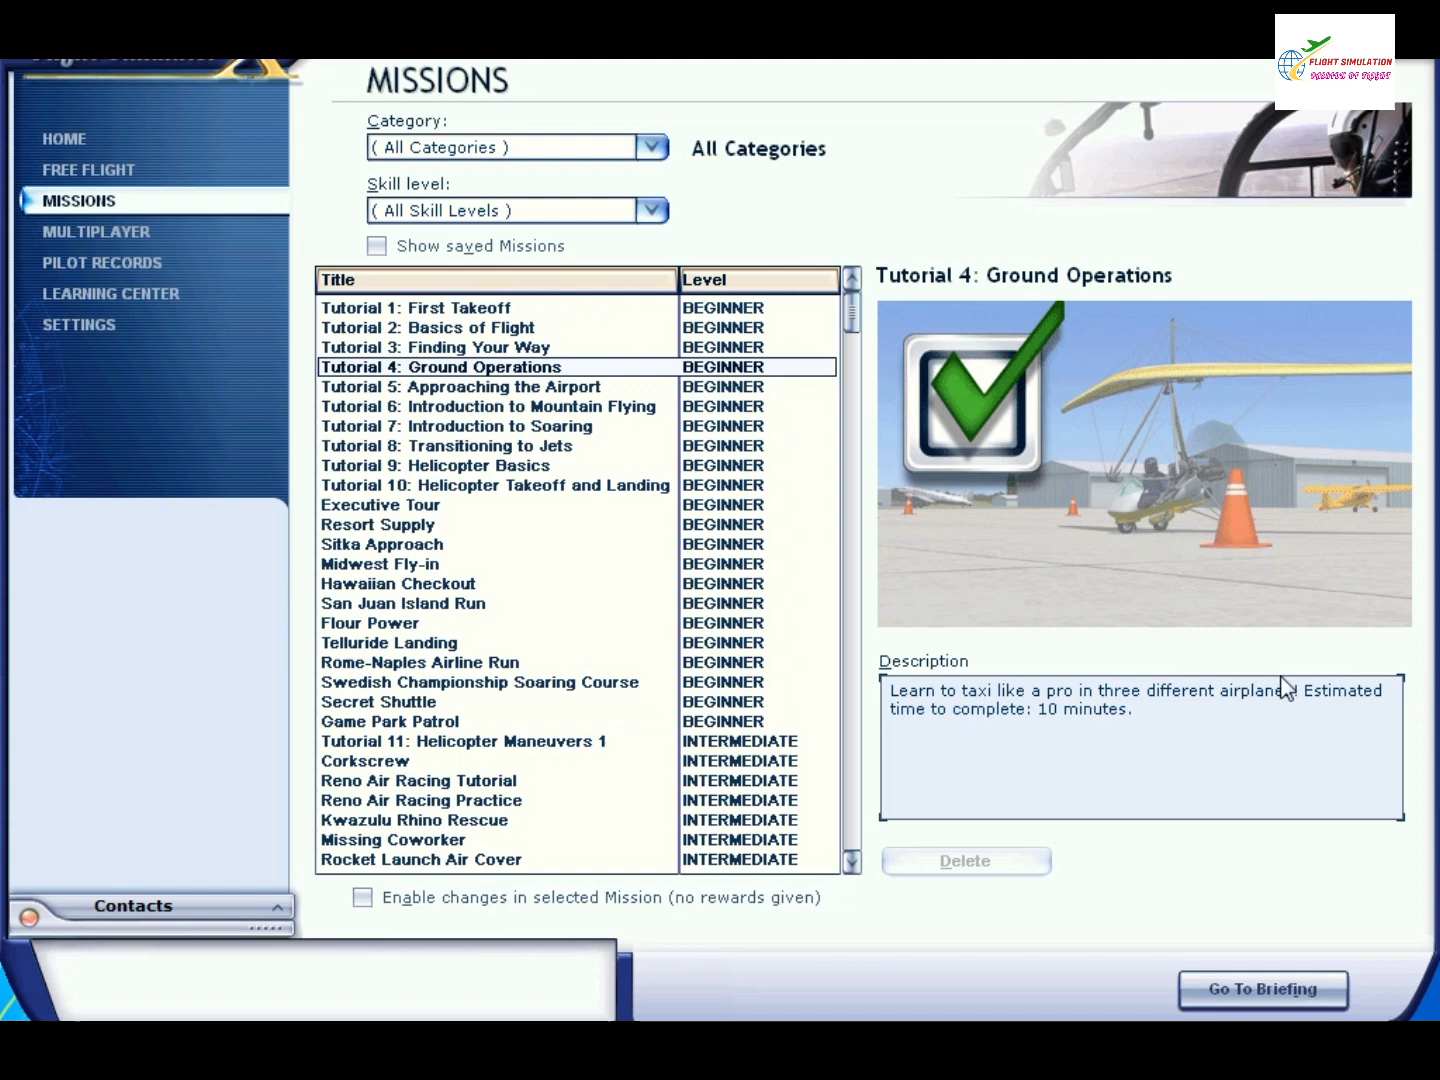 FLIGHT SIMULATION
MISSIONS
Category:
( All Categories )
All Categories
Skill level:
( All Skill Levels )
Show saved Missions
HOME
FREE FLIGHT
MISSIONS
MULTIPLAYER
PILOT RECORDS
LEARNING CENTER
SETTINGS
Title Level
Tutorial 1: First Takeoff BEGINNER
Tutorial 2: Basics of Flight BEGINNER
Tutorial 3: Finding Your Way BEGINNER
Tutorial 4: Ground Operations BEGINNER
Tutorial 5: Approaching the Airport BEGINNER
Tutorial 6: Introduction to Mountain Flying BEGINNER
Tutorial 7: Introduction to Soaring BEGINNER
Tutorial 8: Transitioning to Jets BEGINNER
Tutorial 9: Helicopter Basics BEGINNER
Tutorial 10: Helicopter Takeoff and Landing BEGINNER
Executive Tour BEGINNER
Resort Supply BEGINNER
Sitka Approach BEGINNER
Midwest Fly-in BEGINNER
Hawaiian Checkout BEGINNER
San Juan Island Run BEGINNER
Flour Power BEGINNER
Telluride Landing BEGINNER
Rome-Naples Airline Run BEGINNER
Swedish Championship Soaring Course BEGINNER
Secret Shuttle BEGINNER
Game Park Patrol BEGINNER
Tutorial 11: Helicopter Maneuvers 1 INTERMEDIATE
Corkscrew INTERMEDIATE
Reno Air Racing Tutorial INTERMEDIATE
Reno Air Racing Practice INTERMEDIATE
Kwazulu Rhino Rescue INTERMEDIATE
Missing Coworker INTERMEDIATE
Rocket Launch Air Cover INTERMEDIATE
Enable changes in selected Mission (no rewards given)
Tutorial 4: Ground Operations
Description
Learn to taxi like a pro in three different airplanes! Estimated
time to complete: 10 minutes.
Delete
Contacts
Go To Briefing